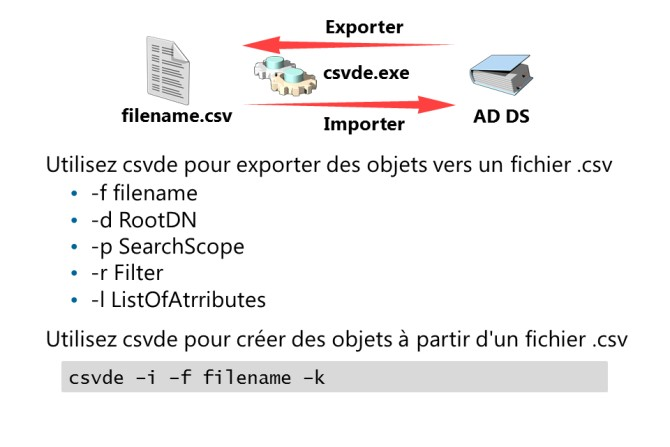 Exporter
csvde.exe
filename.csv
Importer
AD DS
Utilisez csvde pour exporter des objets vers un fichier .csv
• -f filename
• -d RootDN
• -p SearchScope
• -r Filter
• -l ListOfAtrributes
Utilisez csvde pour créer des objets à partir d'un fichier .csv
csvde –i –f filename –k